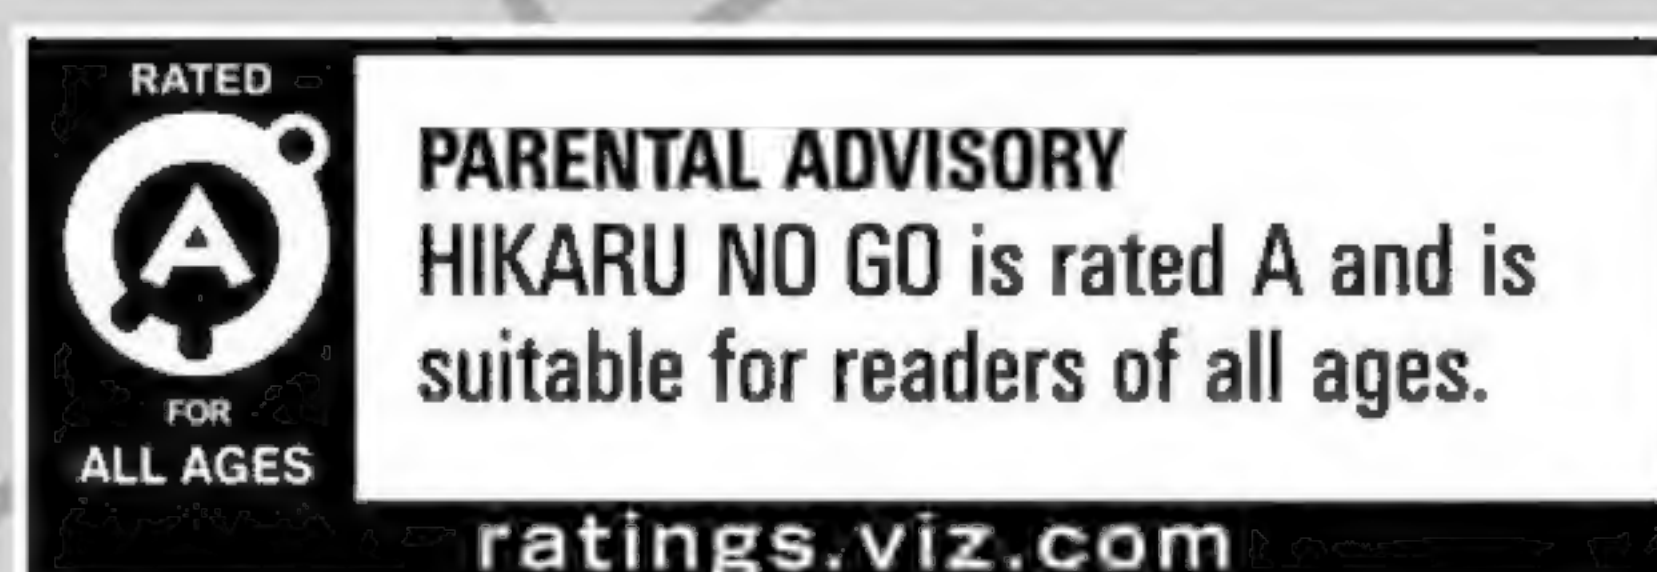 RATED
A
FOR
ALL AGES
PARENTAL ADVISORY
HIKARU NO GO is rated A and is
suitable for readers of all ages.
ratings.viz.com